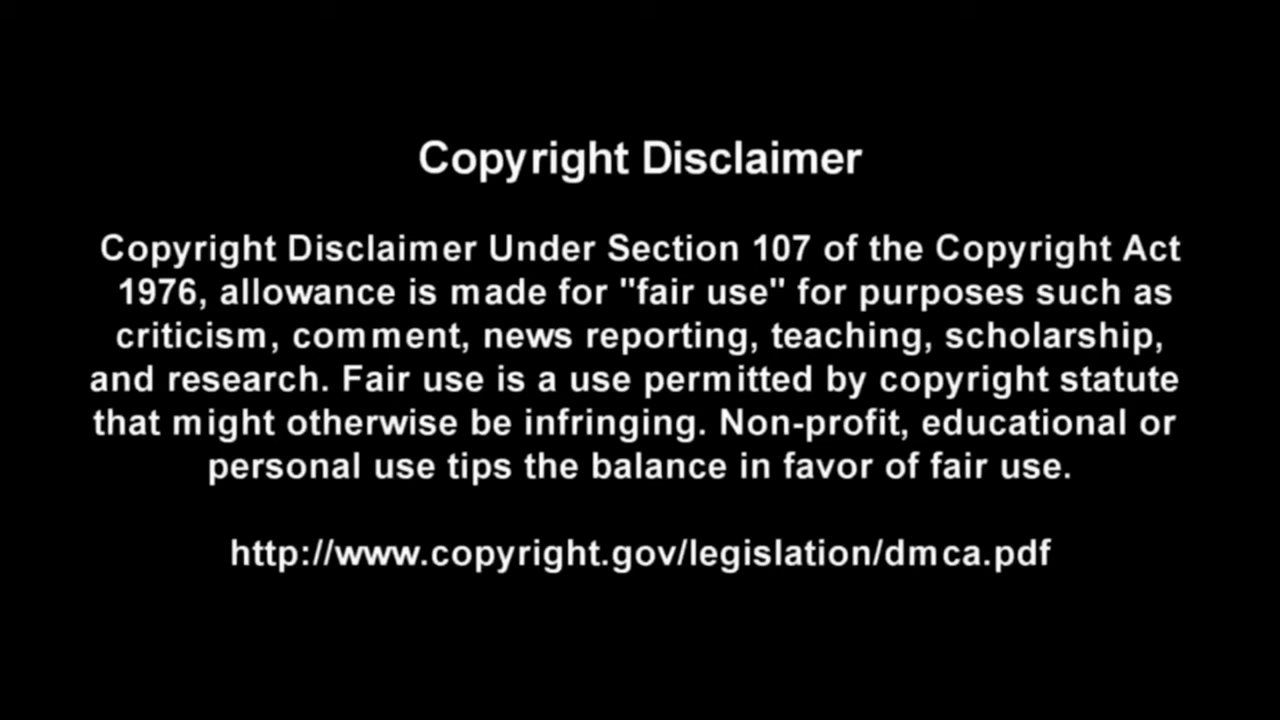 Copyright Disclaimer
Copyright Disclaimer Under Section 107 of the Copyright Act
1976, allowance is made for "fair use" for purposes such as
criticism, comment, news reporting, teaching, scholarship,
and research. Fair use is a use permitted by copyright statute
that might otherwise be infringing. Non-profit, educational or
personal use tips the balance in favor of fair use.
http://www.copyright.gov/legislation/dmca.pdf